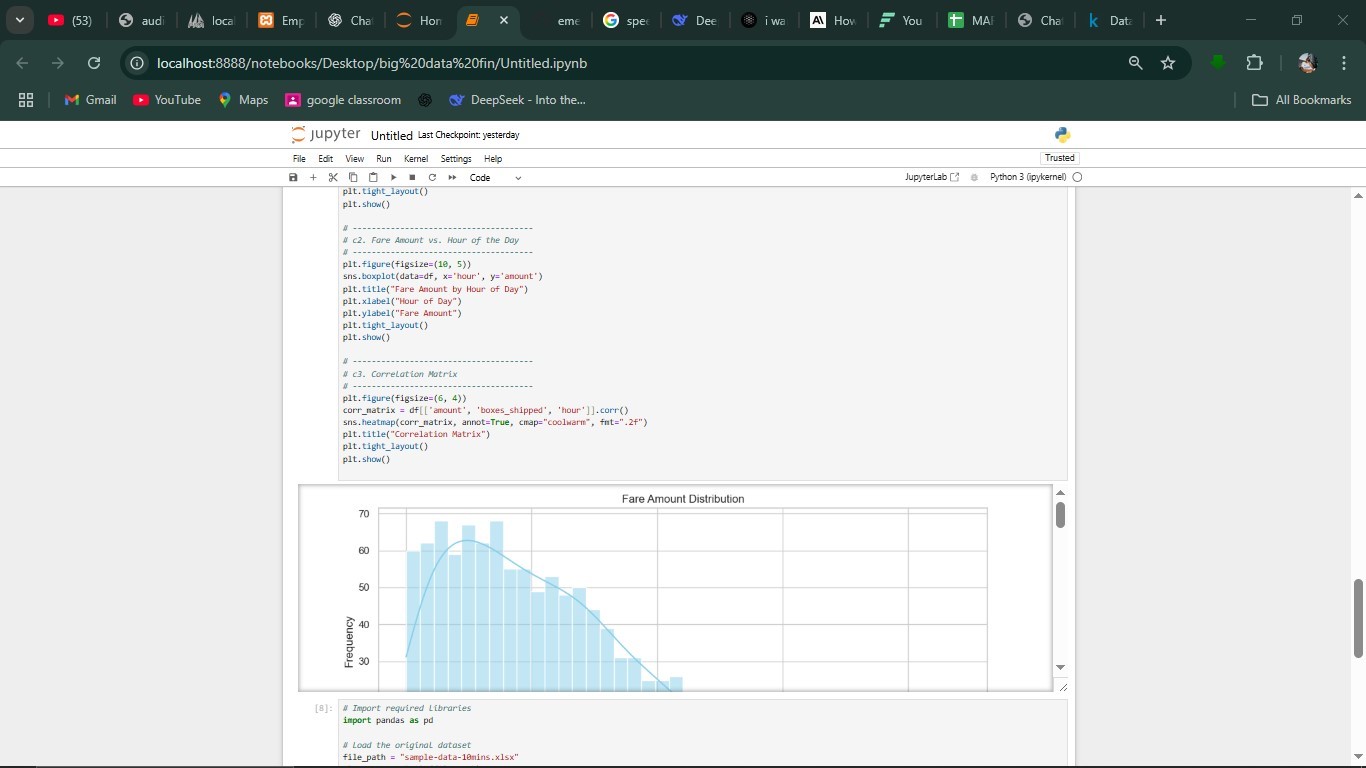 (53)
audi
local
Emp
Cha
Hon
eme
spec
Dee
i wa
How
You
MAI
Cha
Data
localhost:8888/notebooks/Desktop/big%20data%20fin/Untitled.ipynb
Gmail
YouTube
Maps
google classroom
DeepSeek - Into the...
All Bookmarks
jupyter Untitled Last Checkpoint: yesterday
File Edit View Run Kernel Settings Help
Trusted
Code
JupyterLab
Python 3 (ipykernel)
plt.tight_layout()
plt.show()
# ------------------------------------
# c2. Fare Amount vs. Hour of the Day
# ------------------------------------
plt.figure(figsize=(10, 5))
sns.boxplot(data=df, x='hour', y='amount')
plt.title("Fare Amount by Hour of Day")
plt.xlabel("Hour of Day")
plt.ylabel("Fare Amount")
plt.tight_layout()
plt.show()
# ------------------------------------
# c3. Correlation Matrix
# ------------------------------------
plt.figure(figsize=(6, 4))
corr_matrix = df[['amount', 'boxes_shipped', 'hour']].corr()
sns.heatmap(corr_matrix, annot=True, cmap="coolwarm", fmt=".2f")
plt.title("Correlation Matrix")
plt.tight_layout()
plt.show()
Fare Amount Distribution
70
60
50
40
30
Frequency
[8]:
# Import required libraries
import pandas as pd
# Load the original dataset
file_path = "sample-data-10mins.xlsx"